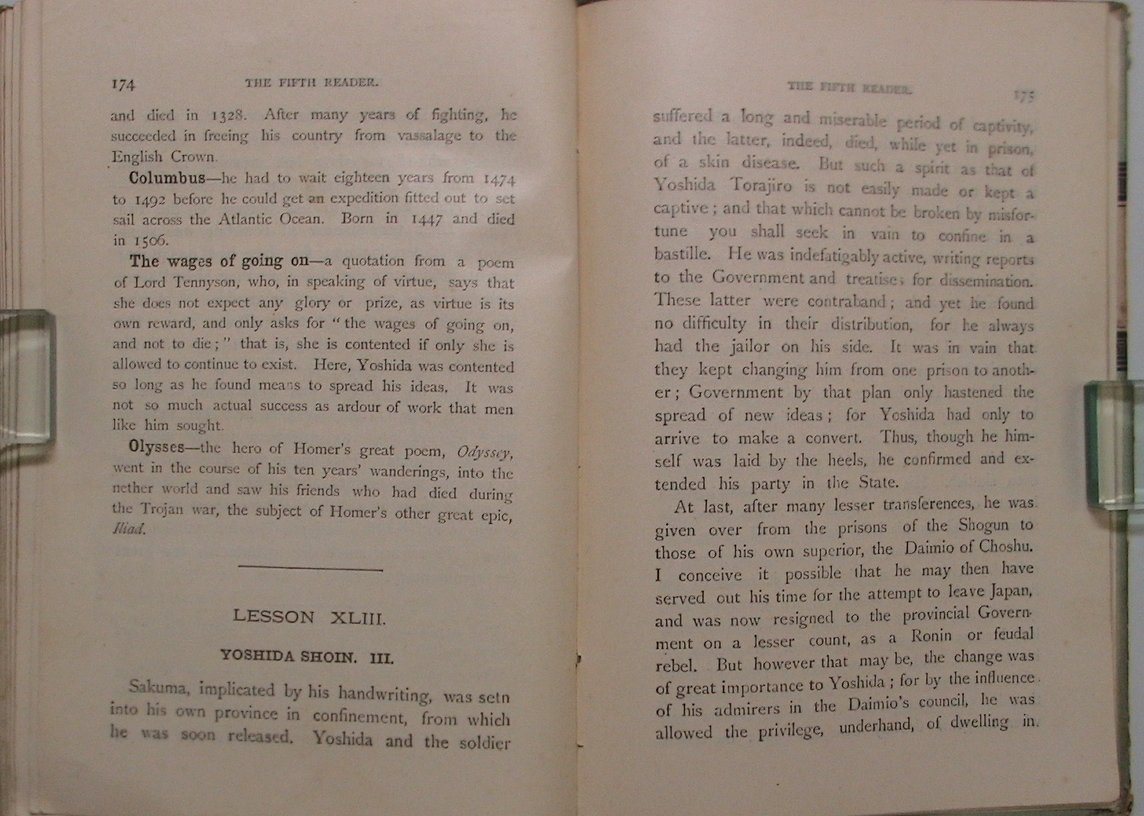 174
THE FIFTH READER.
and died in 1328. After many years of fighting, he
succeeded in freeing his country from vassalage to the
English Crown.
Columbus—he had to wait eighteen years from 1474
to 1492 before he could get an expedition fitted out to set
sail across the Atlantic Ocean. Born in 1447 and died
in 1506.
The wages of going on—a quotation from a poem
of Lord Tennyson, who, in speaking of virtue, says that
she does not expect any glory or prize, as virtue is its
own reward, and only asks for “the wages of going on,
and not to die;” that is, she is contented if only she is
allowed to continue to exist. Here, Yoshida was contented
so long as he found means to spread his ideas. It was
not so much actual success as ardour of work that men
like him sought.
Olysses—the hero of Homer's great poem, Odyssey,
went in the course of his ten years' wanderings, into the
nether world and saw his friends who had died during
the Trojan war, the subject of Homer's other great epic,
Iliad.
LESSON XLIII.
YOSHIDA SHOIN. III.
Sakuma, implicated by his handwriting, was setn
into his own province in confinement, from which
he was soon released. Yoshida and the soldier
THE FIFTH READER.
175
suffered a long and miserable period of captivity,
and the latter, indeed, died, while yet in prison,
of a skin disease. But such a spirit as that of
Yoshida Torajiro is not easily made or kept a
captive; and that which cannot be broken by misfor-
tune you shall seek in vain to confine in a
bastille. He was indefatigably active, writing reports
to the Government and treatises for dissemination.
These latter were contraband; and yet he found
no difficulty in their distribution, for he always
had the jailor on his side. It was in vain that
they kept changing him from one prison to anoth-
er; Government by that plan only hastened the
spread of new ideas; for Yoshida had only to
arrive to make a convert. Thus, though he him-
self was laid by the heels, he confirmed and ex-
tended his party in the State.
At last, after many lesser transferences, he was
given over from the prisons of the Shogun to
those of his own superior, the Daimio of Choshu.
I conceive it possible that he may then have
served out his time for the attempt to leave Japan,
and was now resigned to the provincial Govern-
ment on a lesser count, as a Ronin or feudal
rebel. But however that may be, the change was
of great importance to Yoshida; for by the influence
of his admirers in the Daimio's council, he was
allowed the privilege, underhand, of dwelling in